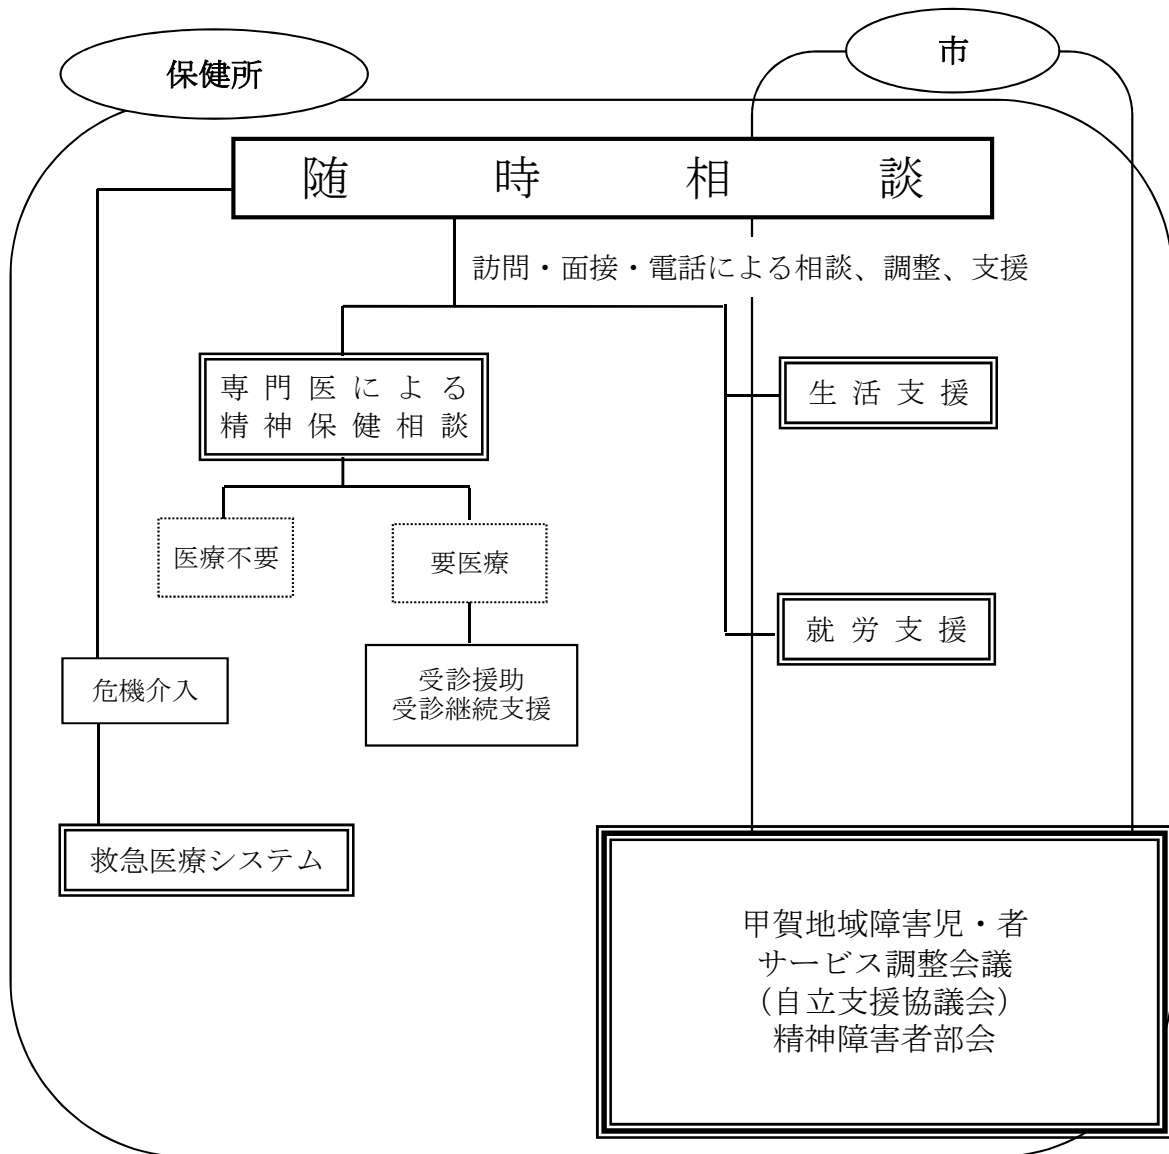 保健所
市
随時相談
訪問・面接・電話による相談、調整、支援
専門医による
精神保健相談
生活支援
医療不要
要医療
就労支援
受診援助
受診継続支援
危機介入
救急医療システム
甲賀地域障害児・者
サービス調整会議
（自立支援協議会）
精神障害者部会